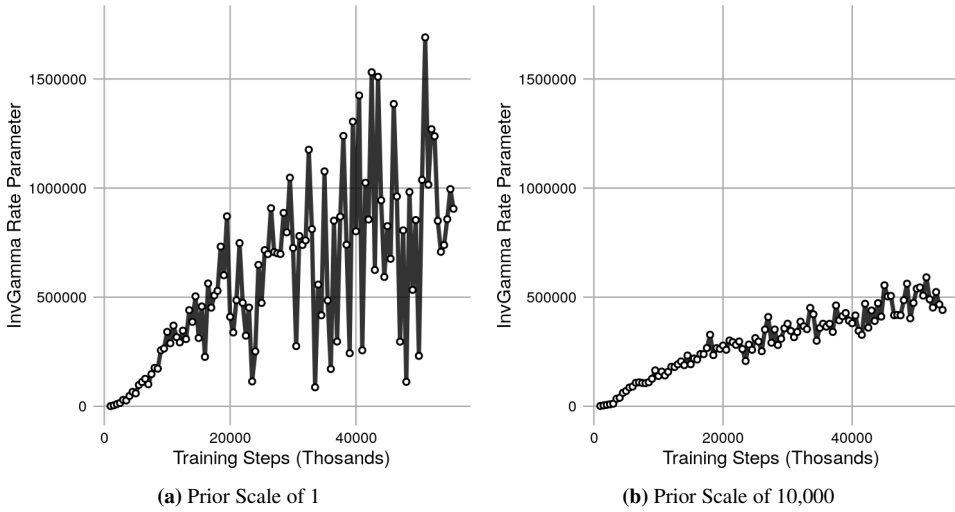 InvGamma Rate Parameter
1500000
1000000
500000
0
0 20000 40000
Training Steps (Thosands)
(a) Prior Scale of 1
InvGamma Rate Parameter
1500000
1000000
500000
0
0 20000 40000
Training Steps (Thosands)
(b) Prior Scale of 10,000